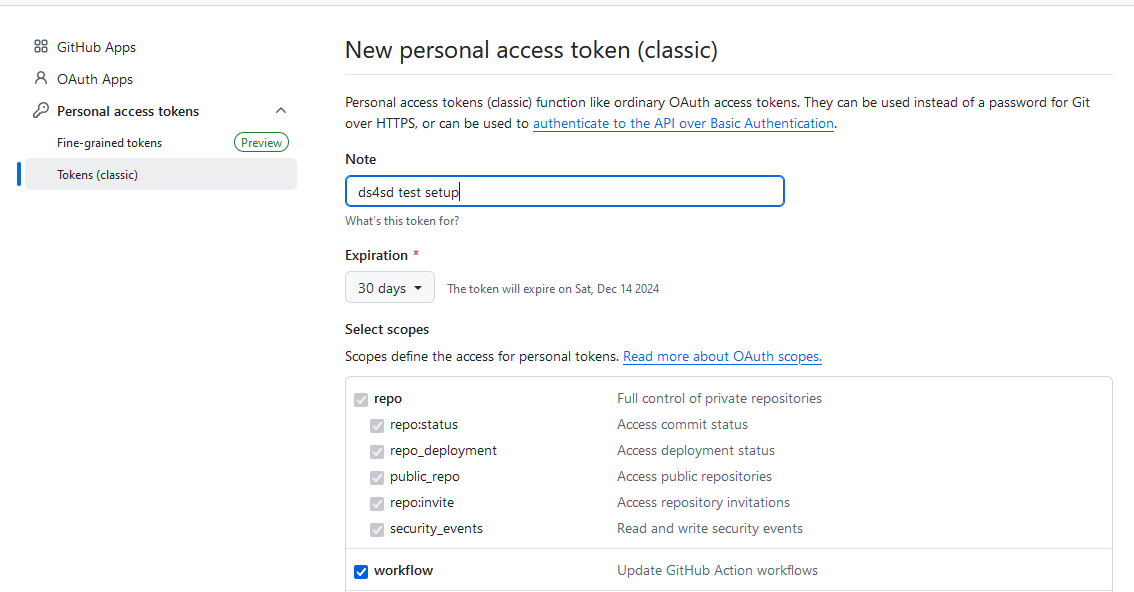 GitHub Apps
OAuth Apps
Personal access tokens
Fine-grained tokens Preview
Tokens (classic)
New personal access token (classic)
Personal access tokens (classic) function like ordinary OAuth access tokens. They can be used instead of a password for Git
over HTTPS, or can be used to authenticate to the API over Basic Authentication.
Note
ds4sd test setup
What's this token for?
Expiration *
30 days The token will expire on Sat, Dec 14 2024
Select scopes
Scopes define the access for personal tokens. Read more about OAuth scopes.
repo Full control of private repositories
repo:status Access commit status
repo_deployment Access deployment status
public_repo Access public repositories
repo:invite Access repository invitations
security_events Read and write security events
workflow Update GitHub Action workflows